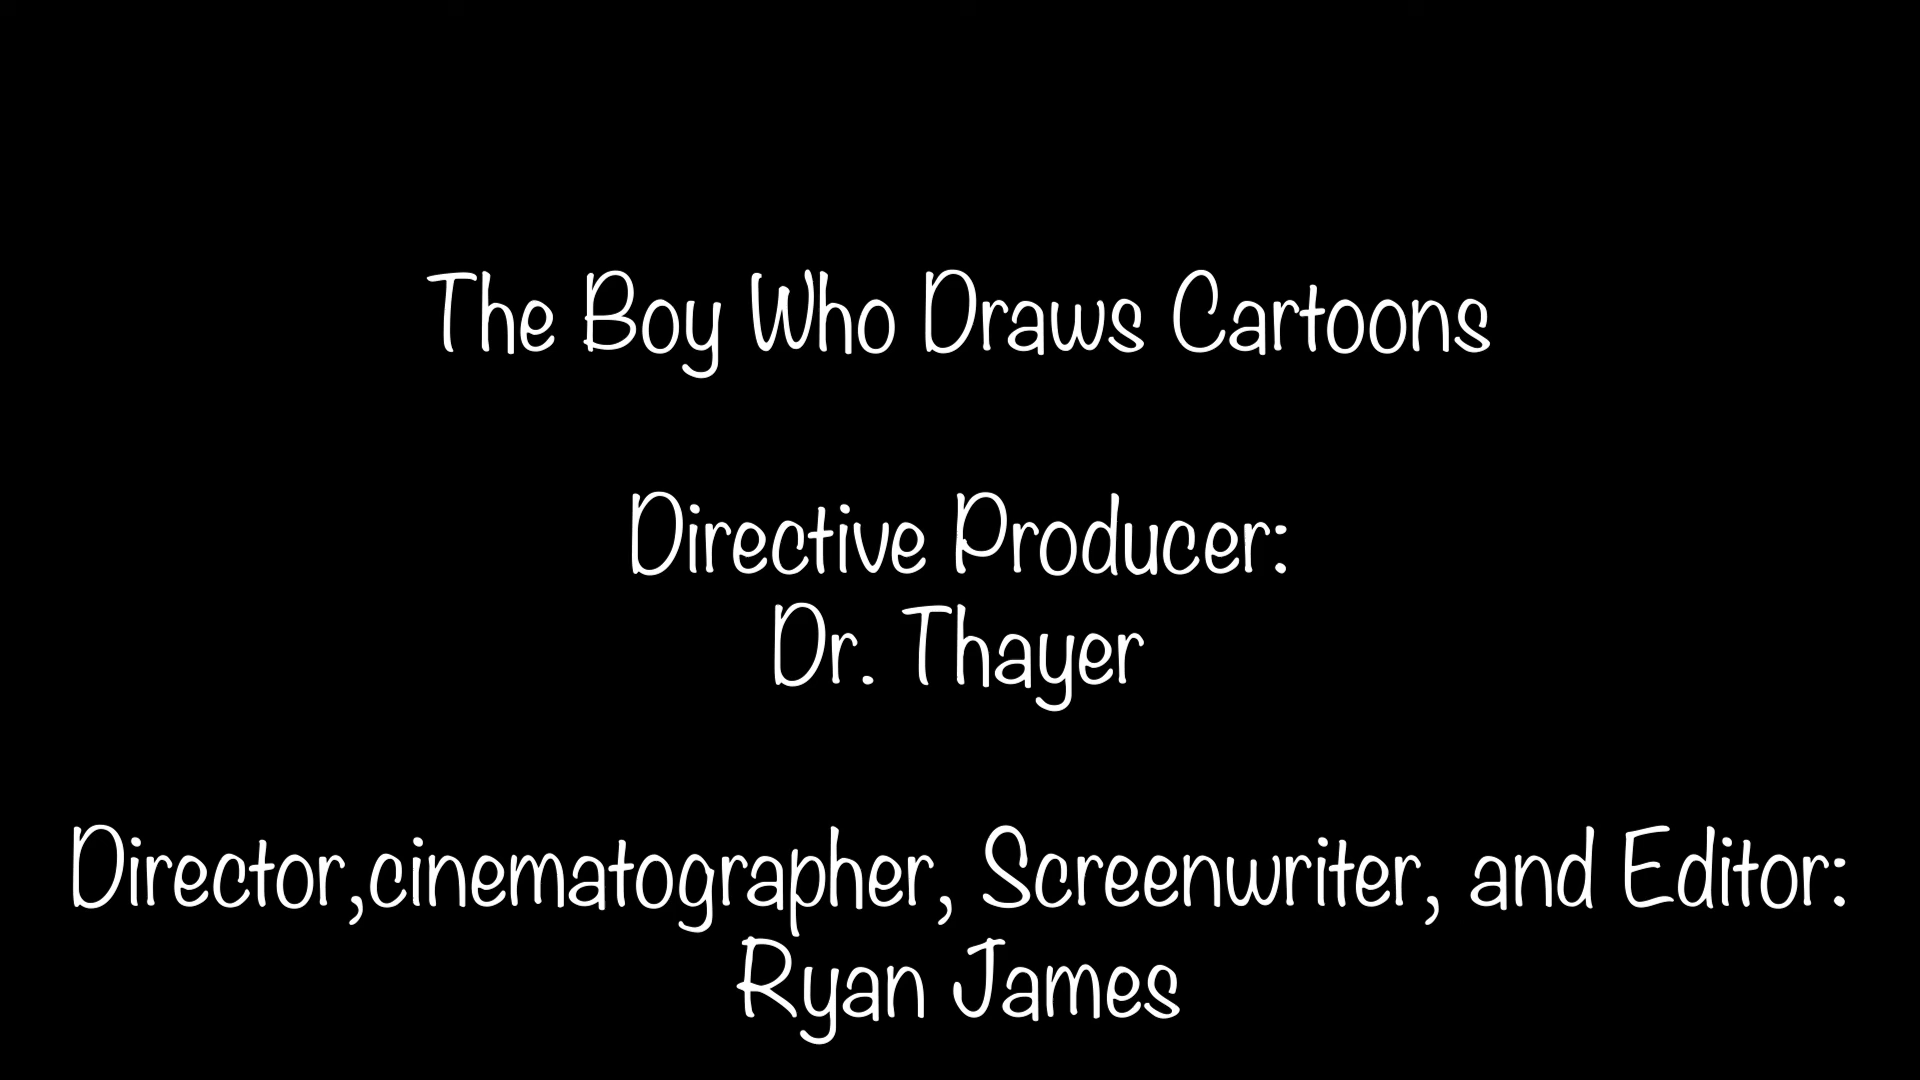 The Boy Who Draws Cartoons
Directive Producer:
Dr. Thayer
Director,cinematographer, Screenwriter, and Editor:
Ryan James